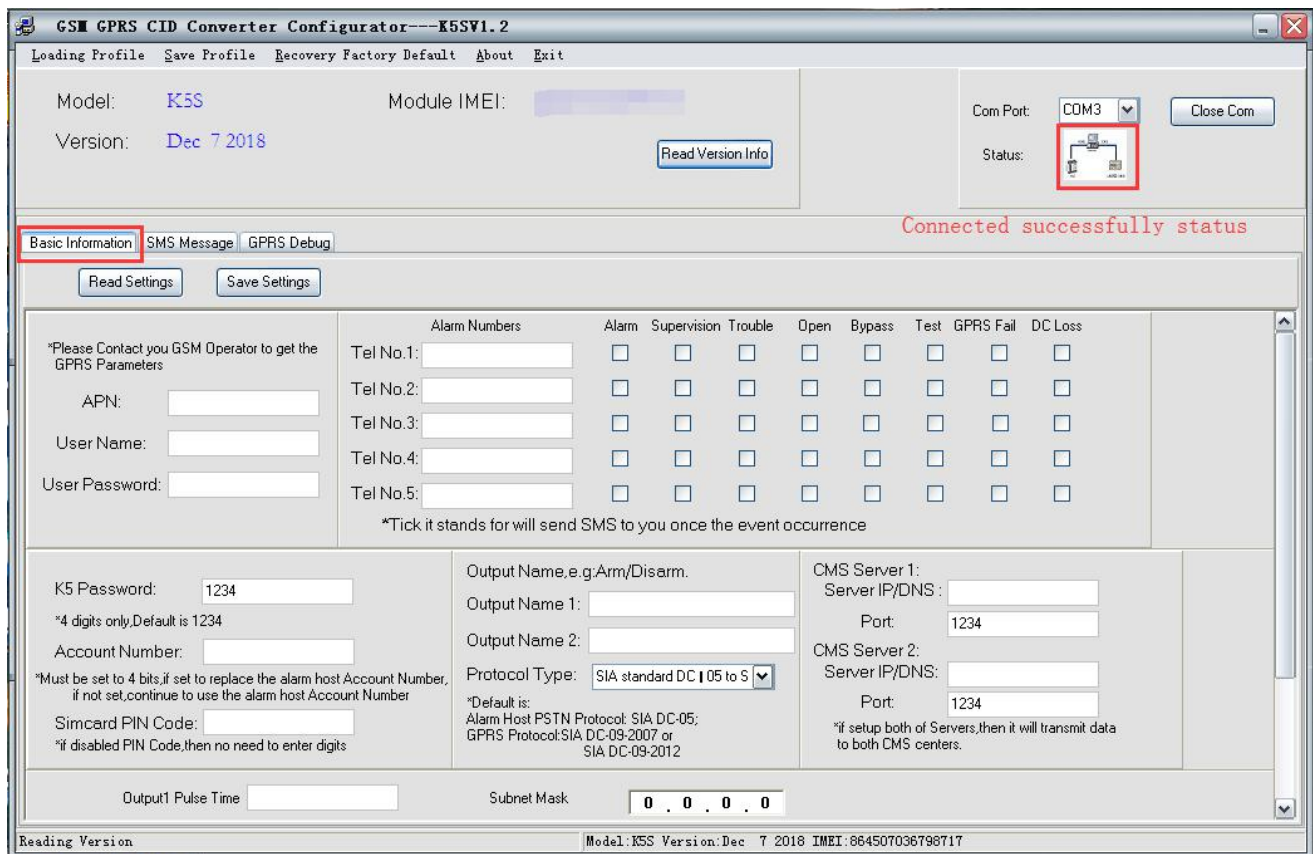 GSM GPRS CID Converter Configurator---K5SV1.2
Loading Profile Save Profile Recovery Factory Default About Exit
Model: K5S Module IMEI:
Version: Dec 7 2018
Read Version Info
Com Port: COM3 Close Com
Status:
Connected successfully status
Basic Information SMS Message GPRS Debug
Read Settings Save Settings
*Please Contact you GSM Operator to get the
GPRS Parameters
APN:
User Name:
User Password:
Alarm Numbers Alarm Supervision Trouble Open Bypass Test GPRS Fail DC Loss
Tel No.1:
Tel No.2:
Tel No.3:
Tel No.4:
Tel No.5:
*Tick it stands for will send SMS to you once the event occurrence
K5 Password: 1234
*4 digits only,Default is 1234
Account Number:
*Must be set to 4 bits,if set to replace the alarm host Account Number,
if not set,continue to use the alarm host Account Number
Simcard PIN Code:
*if disabled PIN Code,then no need to enter digits
Output Name,e.g:Arm/Disarm.
Output Name 1:
Output Name 2:
Protocol Type: SIA standard DC 05 to S
*Default is:
Alarm Host PSTN Protocol: SIA DC-05;
GPRS Protocol:SIA DC-09-2007 or
SIA DC-09-2012
CMS Server 1:
Server IP/DNS :
Port: 1234
CMS Server 2:
Server IP/DNS:
Port: 1234
*if setup both of Servers,then it will transmit data
to both CMS centers.
Output1 Pulse Time
Subnet Mask 0 . 0 . 0 . 0
Reading Version
Model:K5S Version:Dec 7 2018 IMEI:864507036798717